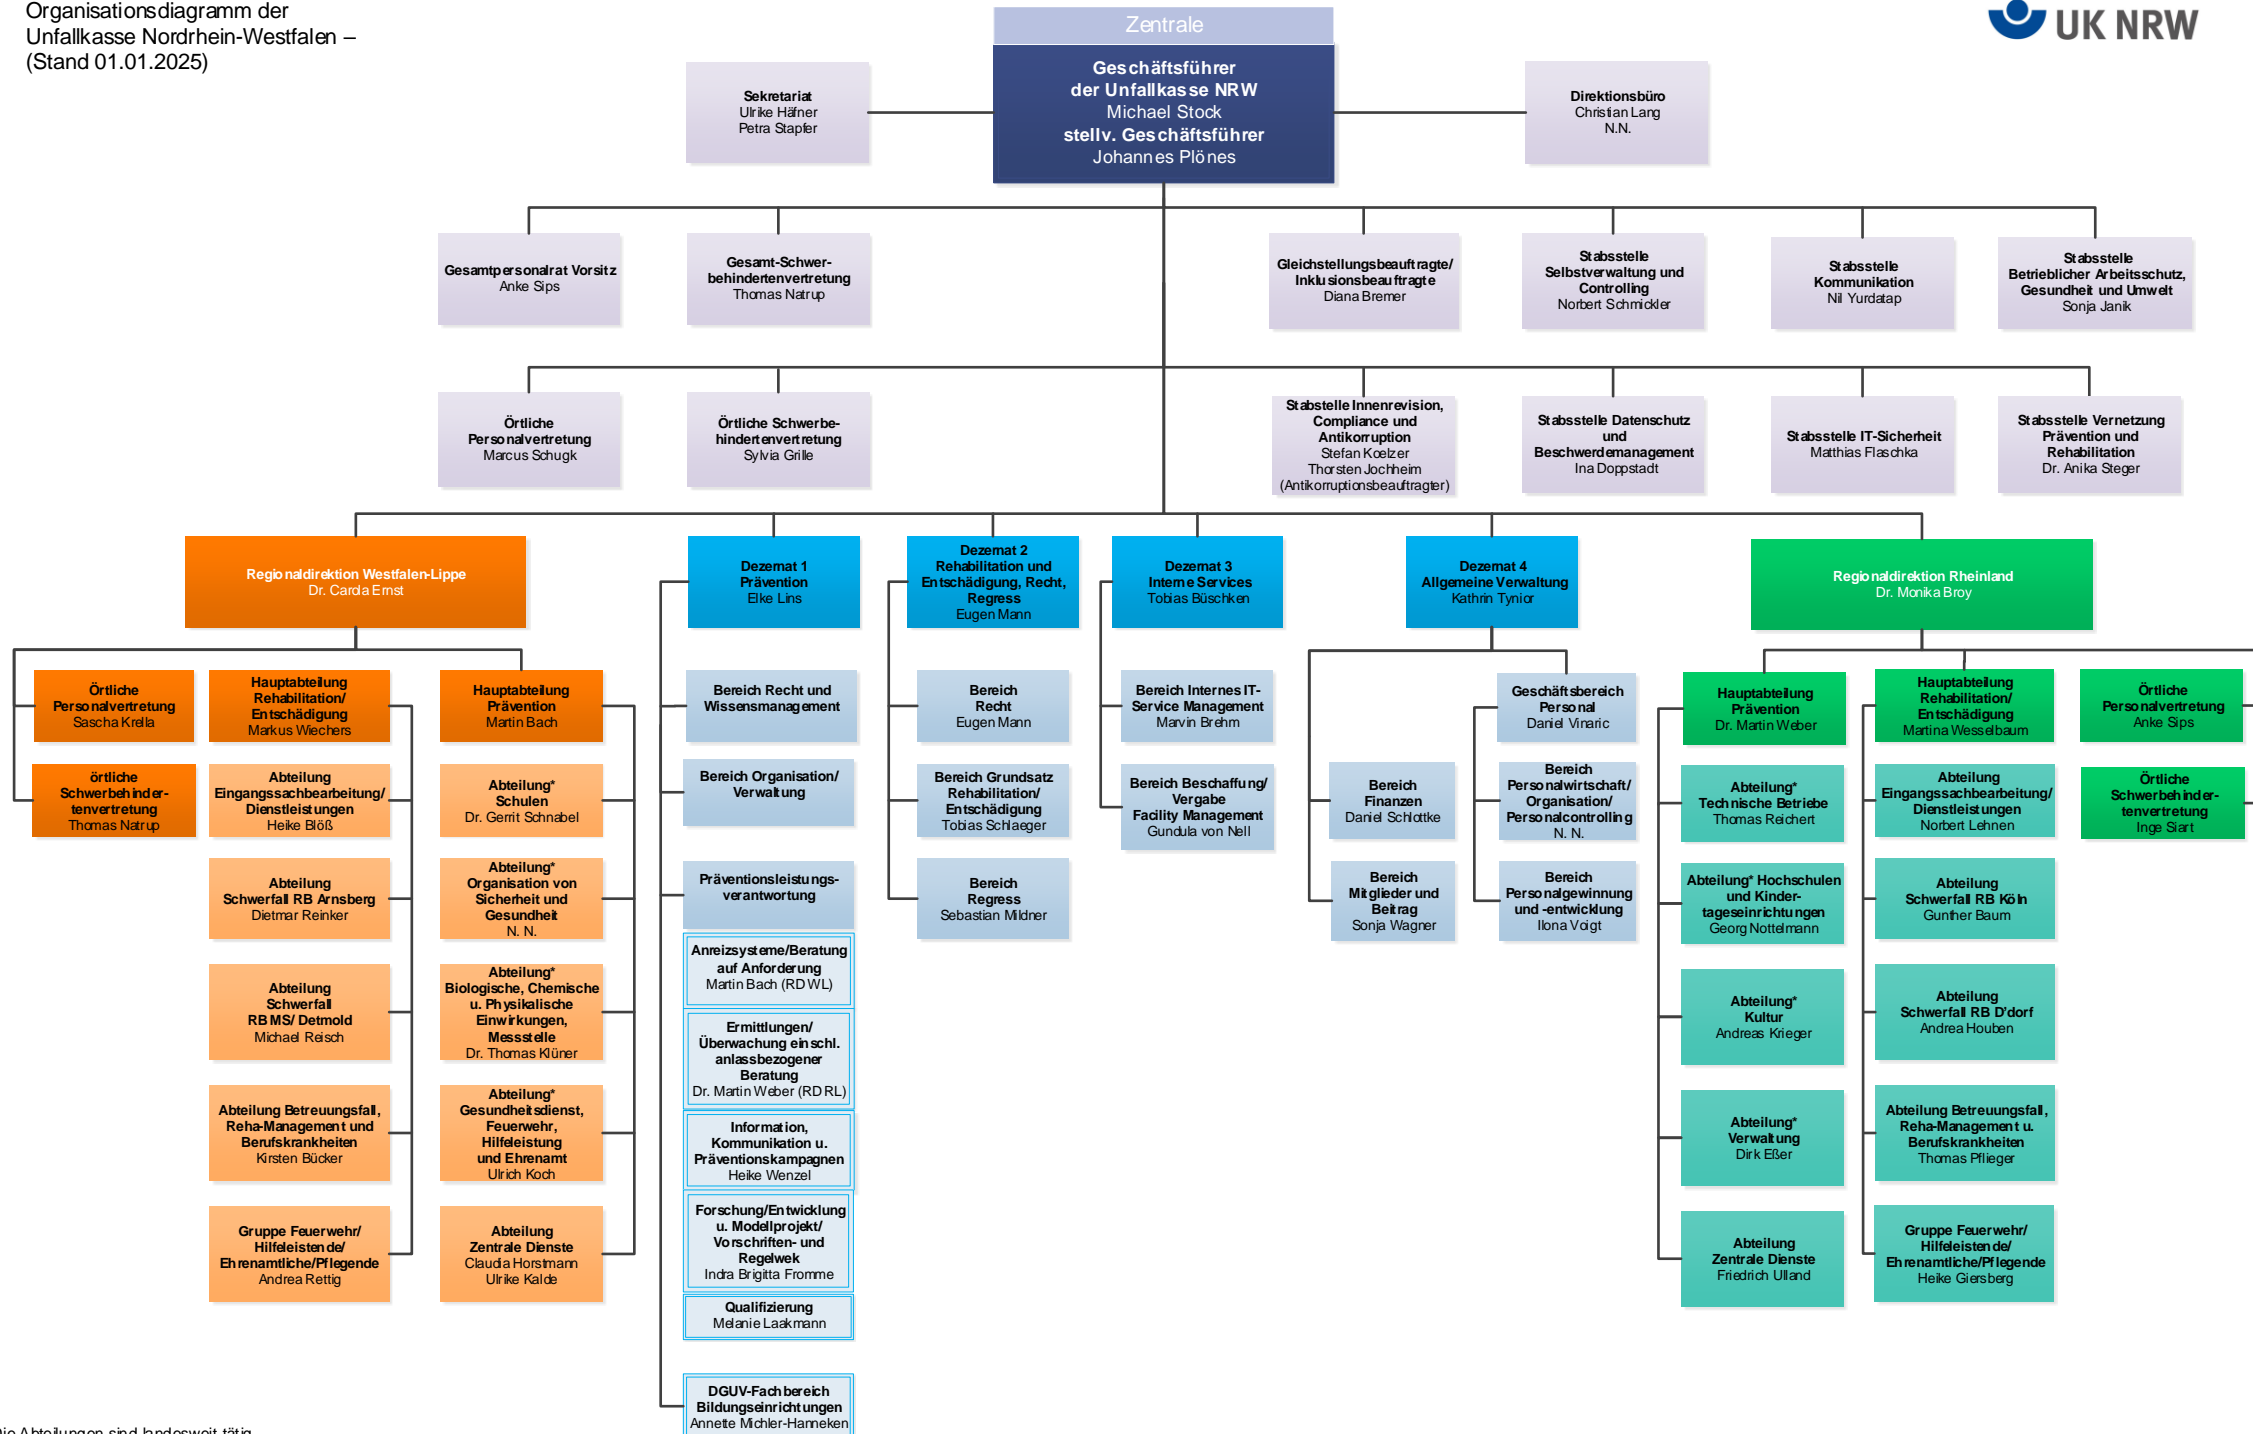 Organisationsdiagramm der
Unfallkasse Nordrhein-Westfalen –
(Stand 01.01.2025)
Zentrale
UK NRW
Geschäftsführer
der Unfallkasse NRW
Michael Stock
stellv. Geschäftsführer
Johannes Plönes
Sekretariat
Ulrike Häfner
Petra Stapfer
Direktionsbüro
Christian Lang
N.N.
Gesamtpersonalrat Vorsitz
Anke Sips
Gesamt-Schwer-
behindertenvertretung
Thomas Natrup
Gleichstellungsbeauftragte/
Inklusionsbeauftragte
Diana Bremer
Stabsstelle
Selbstverwaltung und
Controlling
Norbert Schmickler
Stabsstelle
Kommunikation
Nil Yurdatap
Stabsstelle
Betrieblicher Arbeitsschutz,
Gesundheit und Umwelt
Sonja Janik
Örtliche
Personalvertretung
Marcus Schugk
Örtliche Schwerbe-
hindertenvertretung
Sylvia Grille
Stabstelle Innenrevision,
Compliance und
Antikorruption
Stefan Koelzer
Thorsten Jochheim
(Antikorruptionsbeauftragter)
Stabsstelle Datenschutz
und
Beschwerdemanagement
Ina Doppstadt
Stabsstelle IT-Sicherheit
Matthias Flaschka
Stabsstelle Vernetzung
Prävention und
Rehabilitation
Dr. Anika Steger
Regionaldirektion Westfalen-Lippe
Dr. Carola Ernst
Dezernat 1
Prävention
Elke Lins
Dezernat 2
Rehabilitation und
Entschädigung, Recht,
Regress
Eugen Mann
Dezernat 3
Interne Services
Tobias Büschken
Dezernat 4
Allgemeine Verwaltung
Kathrin Tynior
Regionaldirektion Rheinland
Dr. Monika Broy
Örtliche
Personalvertretung
Sascha Krella
örtliche
Schwerbehinder-
tenvertretung
Thomas Natrup
Hauptabteilung
Rehabilitation/
Entschädigung
Markus Wiechers
Abteilung
Eingangssachbearbeitung/
Dienstleistungen
Heike Blöß
Abteilung
Schwerfall RB Arnsberg
Dietmar Reinker
Abteilung
Schwerfall
RB MS/ Detmold
Michael Reisch
Abteilung Betreuungsfall,
Reha-Management und
Berufskrankheiten
Kirsten Bücker
Gruppe Feuerwehr/
Hilfeleistende/
Ehrenamtliche/Pflegende
Andrea Rettig
Hauptabteilung
Prävention
Martin Bach
Abteilung*
Schulen
Dr. Gerrit Schnabel
Abteilung*
Organisation von
Sicherheit und
Gesundheit
N. N.
Abteilung*
Biologische, Chemische
u. Physikalische
Einwirkungen,
Messstelle
Dr. Thomas Klüner
Abteilung*
Gesundheitsdienst,
Feuerwehr,
Hilfeleistung
und Ehrenamt
Ulrich Koch
Abteilung
Zentrale Dienste
Claudia Horstmann
Ulrike Kalde
Bereich Recht und
Wissensmanagement
Bereich Organisation/
Verwaltung
Präventionsleistungs-
verantwortung
Anreizsysteme/Beratung
auf Anforderung
Martin Bach (RD WL)
Ermittlungen/
Überwachung einschl.
anlassbezogener
Beratung
Dr. Martin Weber (RD RL)
Information,
Kommunikation u.
Präventionskampagnen
Heike Wenzel
Forschung/Entwicklung
u. Modellprojekt/
Vorschriften- und
Regelwek
Indra Brigitta Fromme
Qualifizierung
Melanie Laakmann
DGUV-Fachbereich
Bildungseinrichtungen
Annette Michler-Hanneken
Bereich
Recht
Eugen Mann
Bereich Grundsatz
Rehabilitation/
Entschädigung
Tobias Schlaeger
Bereich
Regress
Sebastian Mildner
Bereich Internes IT-
Service Management
Marvin Brehm
Bereich Beschaffung/
Vergabe
Facility Management
Gundula von Nell
Bereich
Finanzen
Daniel Schlottke
Bereich
Mitglieder und
Beitrag
Sonja Wagner
Geschäftsbereich
Personal
Daniel Vinaric
Bereich
Personalwirtschaft/
Organisation/
Personalcontrolling
N. N.
Bereich
Personalgewinnung
und -entwicklung
Ilona Voigt
Hauptabteilung
Prävention
Dr. Martin Weber
Abteilung*
Technische Betriebe
Thomas Reichert
Abteilung* Hochschulen
und Kinder-
tageseinrichtungen
Georg Nottelmann
Abteilung*
Kultur
Andreas Krieger
Abteilung*
Verwaltung
Dirk Eßer
Abteilung
Zentrale Dienste
Friedrich Ulland
Hauptabteilung
Rehabilitation/
Entschädigung
Martina Wesselbaum
Abteilung
Eingangssachbearbeitung/
Dienstleistungen
Norbert Lehnen
Abteilung
Schwerfall RB Köln
Gunther Baum
Abteilung
Schwerfall RB D'dorf
Andrea Houben
Abteilung Betreuungsfall,
Reha-Management u.
Berufskrankheiten
Thomas Pflieger
Gruppe Feuerwehr/
Hilfeleistende/
Ehrenamtliche/Pflegende
Heike Giersberg
Örtliche
Personalvertretung
Anke Sips
Örtliche
Schwerbehinder-
tenvertretung
Inge Siart
Die Abteilungen sind landesweit tätig